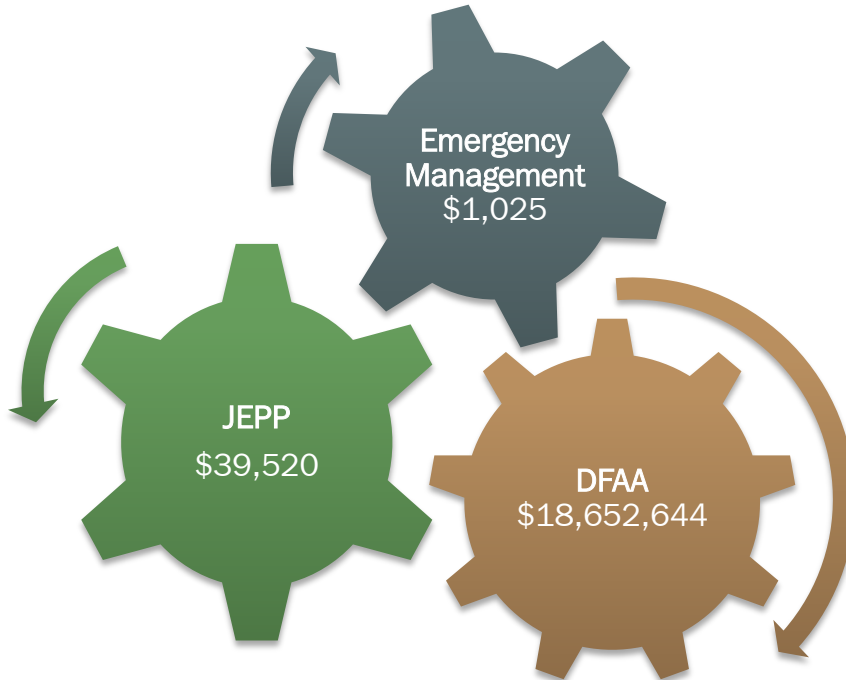 Emergency
Management
$1,025
JEPP
$39,520
DFAA
$18,652,644